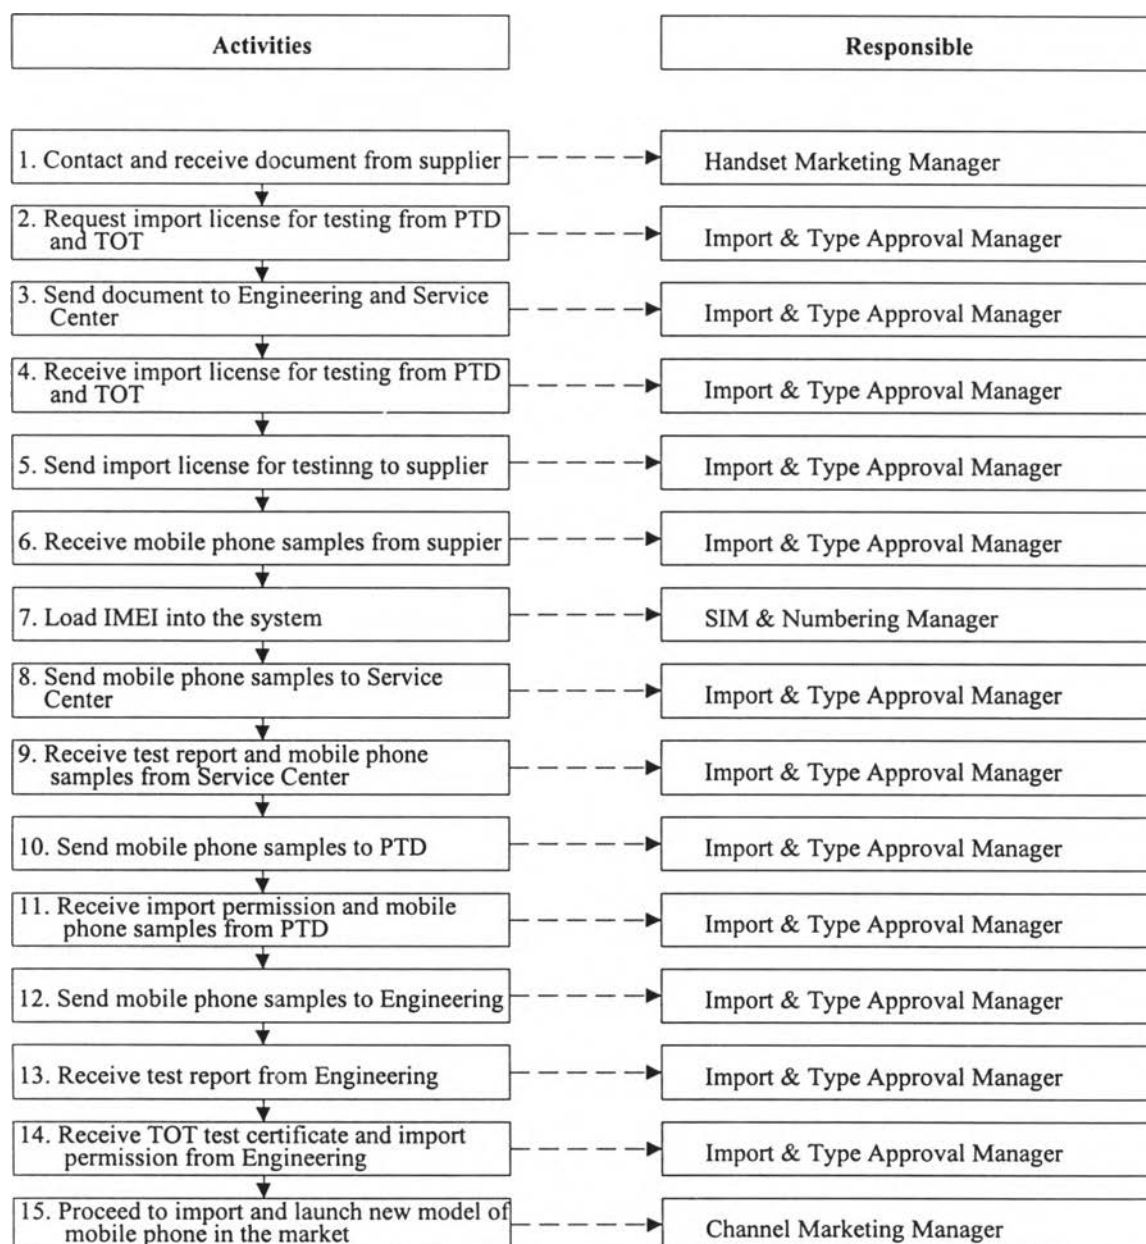 Activities
Responsible
1. Contact and receive document from supplier
Handset Marketing Manager
2. Request import license for testing from PTD
and TOT
Import & Type Approval Manager
3. Send document to Engineering and Service
Center
Import & Type Approval Manager
4. Receive import license for testing from PTD
and TOT
Import & Type Approval Manager
5. Send import license for testinng to supplier
Import & Type Approval Manager
6. Receive mobile phone samples from suppier
Import & Type Approval Manager
7. Load IMEI into the system
SIM & Numbering Manager
8. Send mobile phone samples to Service
Center
Import & Type Approval Manager
9. Receive test report and mobile phone
samples from Service Center
Import & Type Approval Manager
10. Send mobile phone samples to PTD
Import & Type Approval Manager
11. Receive import permission and mobile
phone samples from PTD
Import & Type Approval Manager
12. Send mobile phone samples to Engineering
Import & Type Approval Manager
13. Receive test report from Engineering
Import & Type Approval Manager
14. Receive TOT test certificate and import
permission from Engineering
Import & Type Approval Manager
15. Proceed to import and launch new model of
mobile phone in the market
Channel Marketing Manager